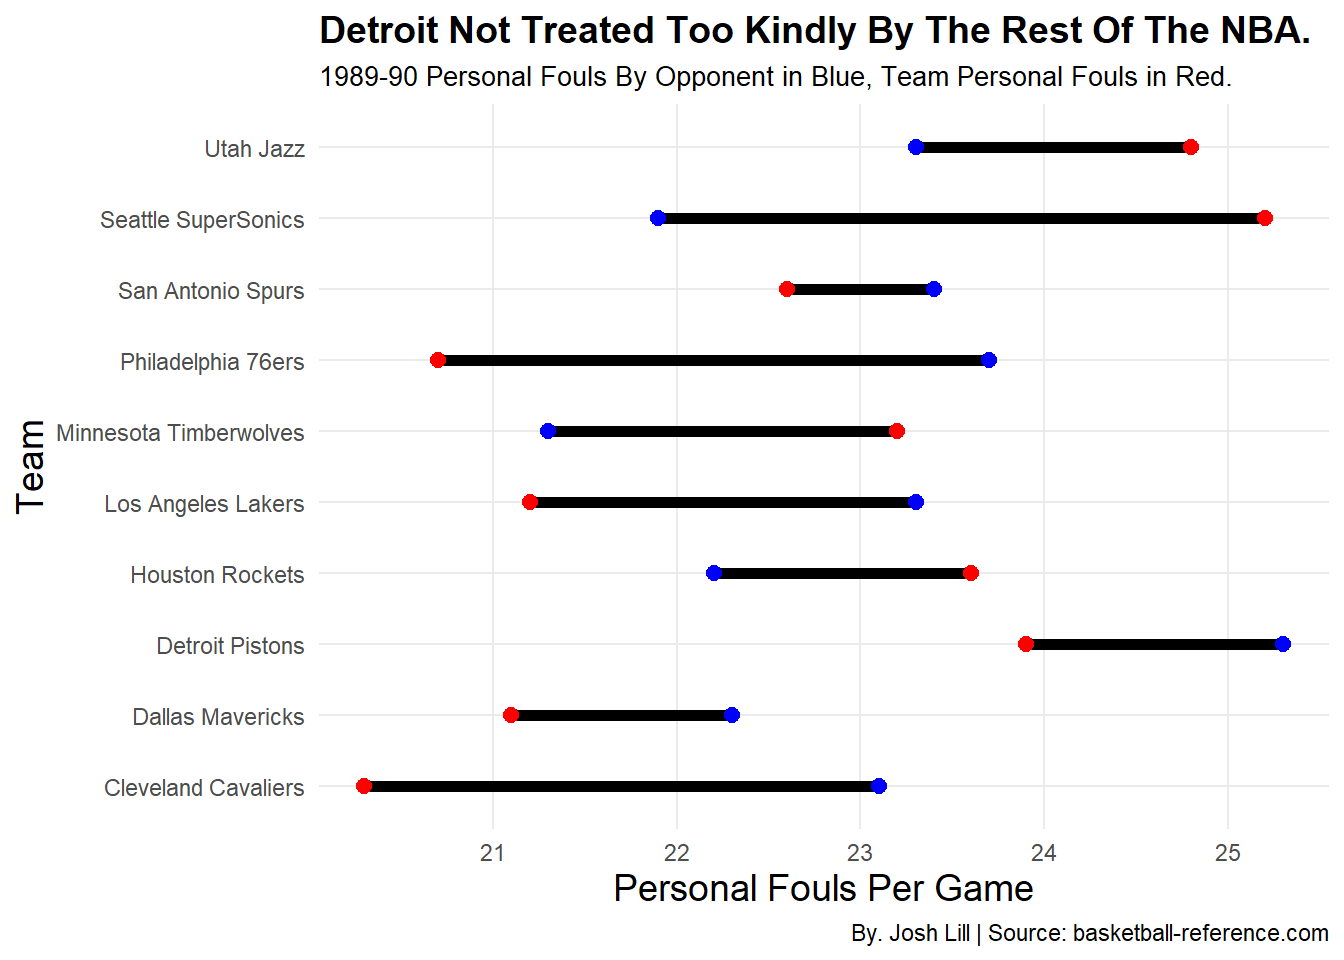 Detroit Not Treated Too Kindly By The Rest Of The NBA.
1989-90 Personal Fouls By Opponent in Blue, Team Personal Fouls in Red.
Team
Utah Jazz
Seattle SuperSonics
San Antonio Spurs
Philadelphia 76ers
Minnesota Timberwolves
Los Angeles Lakers
Houston Rockets
Detroit Pistons
Dallas Mavericks
Cleveland Cavaliers
21 22 23 24 25
Personal Fouls Per Game
By. Josh Lill | Source: basketball-reference.com